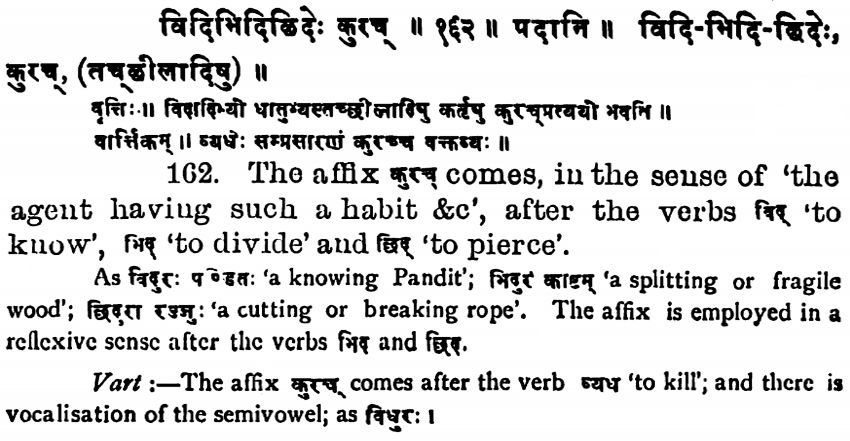 विदिभिदिछिदेः कुरच् ॥ १६२ ॥ पदानि ॥ विदि-भिदि-छिदेः,
कुरच्, (तच्छीलादिषु) ॥
वृत्तिः ॥ विदादिभ्यो धातुभ्यस्तच्छीलादिषु कर्तृषु कुरच्प्रत्ययो भवति ॥
वार्त्तिकम् ॥ व्यधेः सम्प्रसारणं कुरच्च वक्तव्यः ॥
162. The affix कुरच् comes, in the sense of ‘the
agent having such a habit &c’, after the verbs विद् ‘to
know’, भिद् ‘to divide’ and छिद् ‘to pierce’.
As विदुरः पण्डितः ‘a knowing Pandit’; भिदुरं काष्ठम् ‘a splitting or fragile
wood’; छिदुरा रज्जुः ‘a cutting or breaking rope’. The affix is employed in a
reflexive sense after the verbs भिद् and छिद्.
Vart :—The affix कुरच् comes after the verb व्यध ‘to kill’; and there is
vocalisation of the semivowel; as विधुरः ।